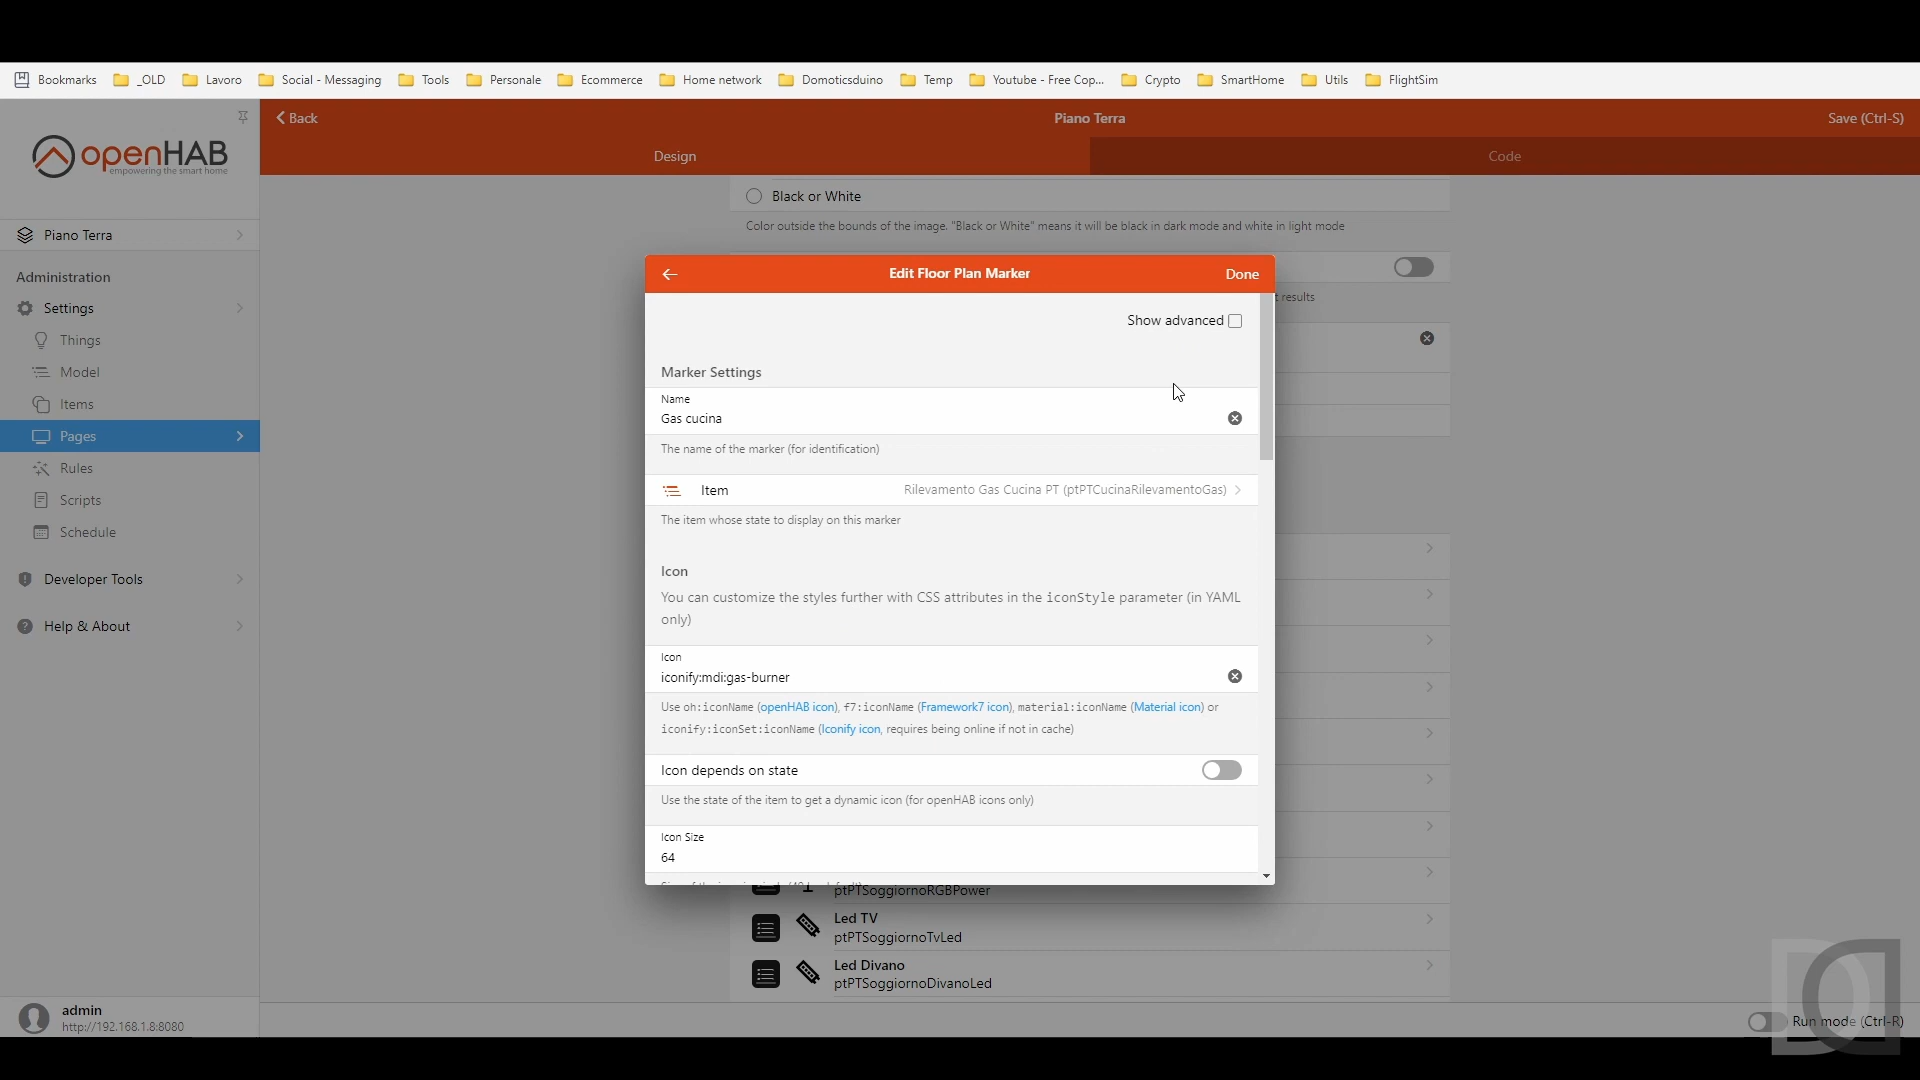 Bookmarks _OLD Lavoro Social - Messaging Tools Personale Ecommerce Home network Domoticsduino Temp Youtube - Free Cop... Crypto SmartHome Utils FlightSim
openHAB
empowering the smart home
Back
Piano Terra
Save (Ctrl-S)
Design
Code
Piano Terra
Administration
Settings
Things
Model
Items
Pages
Rules
Scripts
Schedule
Developer Tools
Help & About
admin
http://192.168.1.8:8080
Black or White
Color outside the bounds of the image. "Black or White" means it will be black in dark mode and white in light mode
t results
Edit Floor Plan Marker
Done
Show advanced
Marker Settings
Name
Gas cucina
The name of the marker (for identification)
Item
Rilevamento Gas Cucina PT (ptPTCucinaRilevamentoGas)
The item whose state to display on this marker
Icon
You can customize the styles further with CSS attributes in the iconStyle parameter (in YAML
only)
Icon
iconify:mdi:gas-burner
Use oh:iconName (openHAB icon), f7:iconName (Framework7 icon), material:iconName (Material icon) or
iconify:iconSet:iconName (Iconify icon, requires being online if not in cache)
Icon depends on state
Use the state of the item to get a dynamic icon (for openHAB icons only)
Icon Size
64
ptPTSoggiornoRGBPower
Led TV
ptPTSoggiornoTvLed
Led Divano
ptPTSoggiornoDivanoLed
Run mode (Ctrl-R)